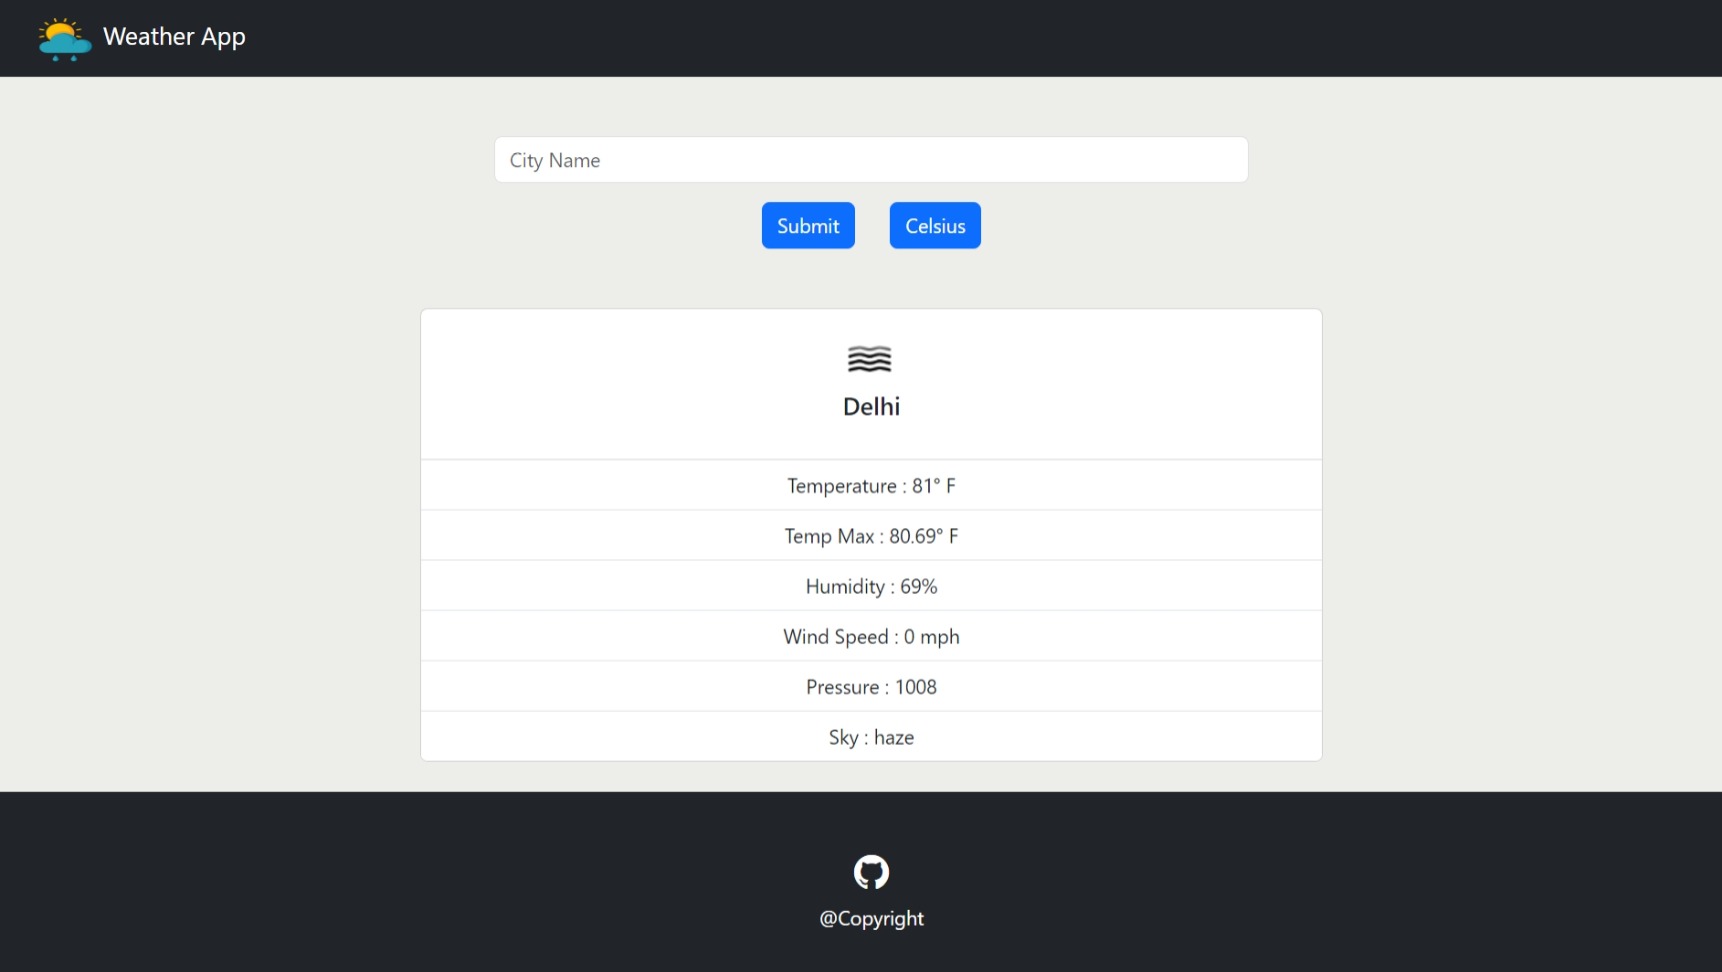 Weather App
City Name
Submit Celsius
Delhi
Temperature : 81° F
Temp Max : 80.69° F
Humidity : 69%
Wind Speed : 0 mph
Pressure : 1008
Sky : haze
@Copyright